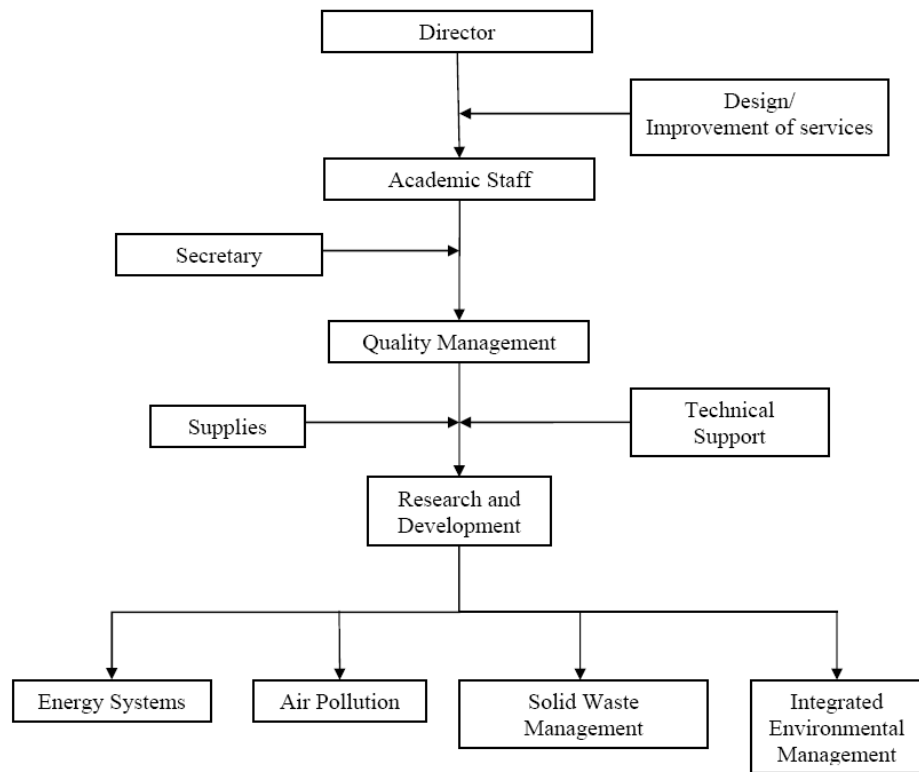 Director
Design/
Improvement of services
Academic Staff
Secretary
Quality Management
Supplies
Technical
Support
Research and
Development
Energy Systems
Air Pollution
Solid Waste
Management
Integrated
Environmental
Management